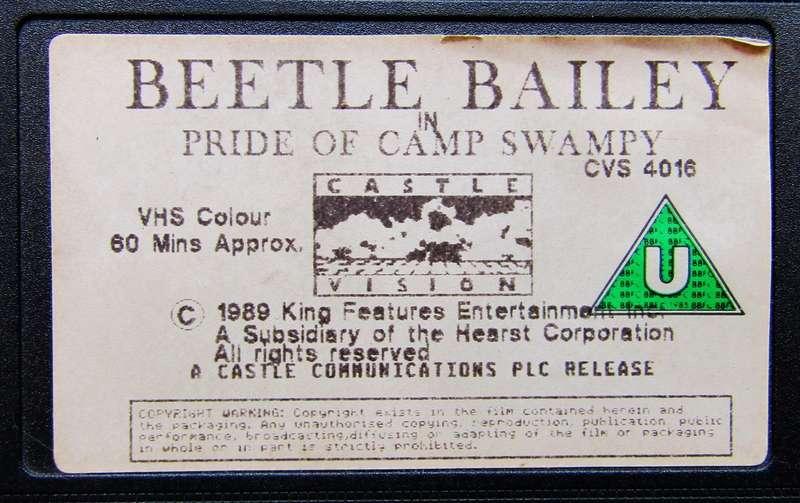 BEETLE BAILEY
IN
PRIDE OF CAMP SWAMPY
CVS 4016
CASTLE
VISION
VHS Colour
60 Mins Approx.
U
© 1989 King Features Entertainment Inc.
A Subsidiary of the Hearst Corporation
All rights reserved
A CASTLE COMMUNICATIONS PLC RELEASE
COPYRIGHT WARNING: Copyright exists in the film contained herein and
the packaging. Any unauthorised copying, reproduction, publication, public
performance, broadcasting,diffusing or adapting of the film or packaging
in whole or in part is strictly prohibited.